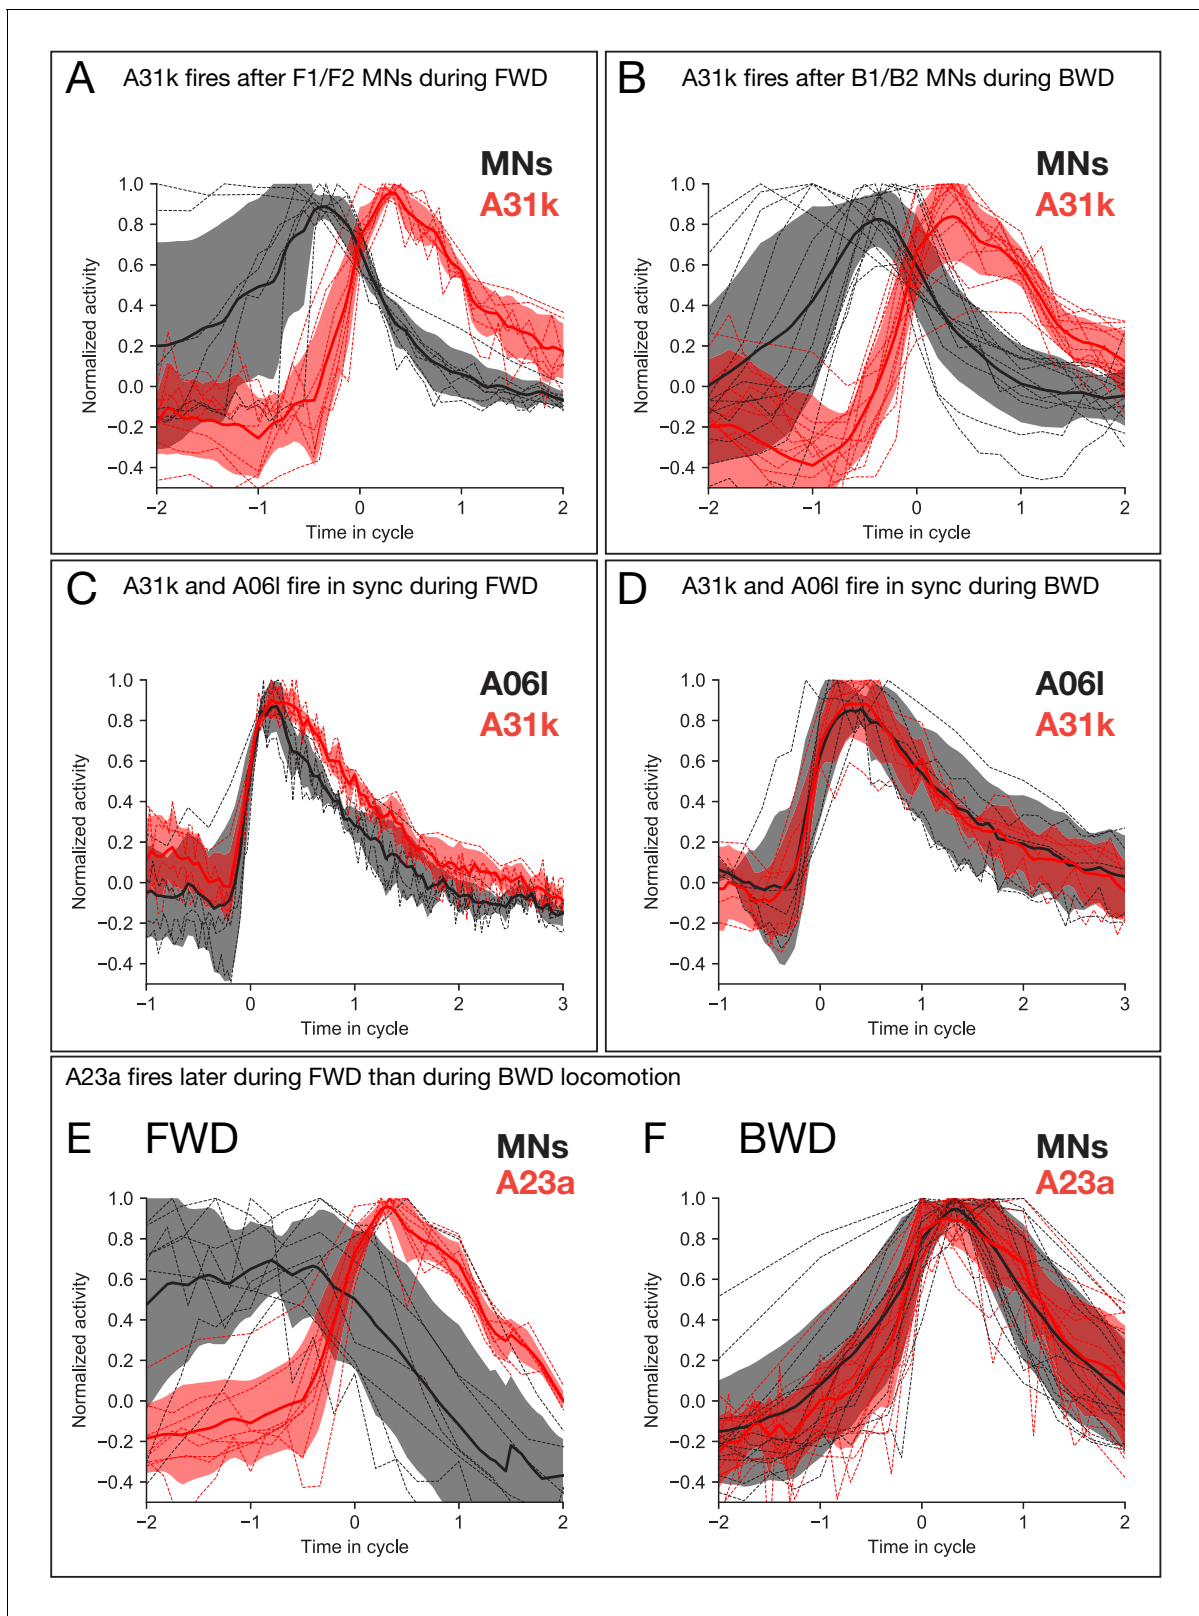 A A31k fires after F1/F2 MNs during FWD
MNs
A31k
1.0
0.8
0.6
0.4
0.2
0.0
−0.2
−0.4
Normalized activity
−2 −1 0 1 2
Time in cycle
B A31k fires after B1/B2 MNs during BWD
MNs
A31k
1.0
0.8
0.6
0.4
0.2
0.0
−0.2
−0.4
Normalized activity
−2 −1 0 1 2
Time in cycle
C A31k and A06l fire in sync during FWD
A06l
A31k
1.0
0.8
0.6
0.4
0.2
0.0
−0.2
−0.4
Normalized activity
−1 0 1 2 3
Time in cycle
D A31k and A06l fire in sync during BWD
A06l
A31k
1.0
0.8
0.6
0.4
0.2
0.0
−0.2
−0.4
Normalized activity
−1 0 1 2 3
Time in cycle
A23a fires later during FWD than during BWD locomotion
E FWD
MNs
A23a
1.0
0.8
0.6
0.4
0.2
0.0
−0.2
−0.4
Normalized activity
−2 −1 0 1 2
Time in cycle
F BWD
MNs
A23a
1.0
0.8
0.6
0.4
0.2
0.0
−0.2
−0.4
Normalized activity
−2 −1 0 1 2
Time in cycle